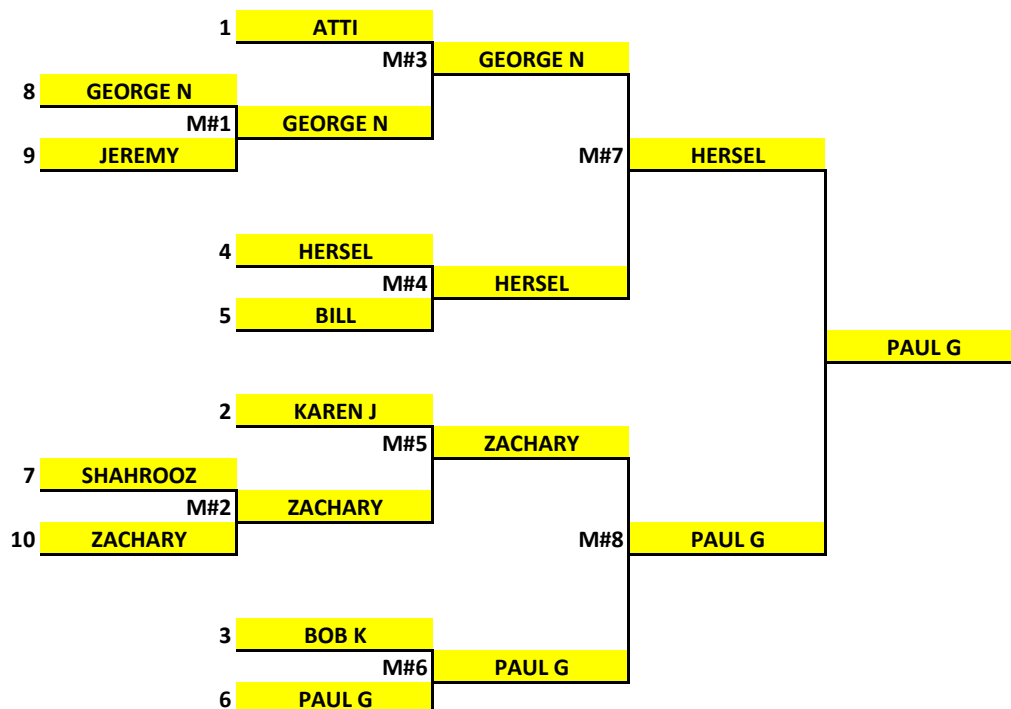 1 ATTI
M#3 GEORGE N
8 GEORGE N
M#1 GEORGE N
9 JEREMY M#7 HERSEL
4 HERSEL
M#4 HERSEL
5 BILL
PAUL G
2 KAREN J
M#5 ZACHARY
7 SHAHROOZ
M#2 ZACHARY
10 ZACHARY M#8 PAUL G
3 BOB K
M#6 PAUL G
6 PAUL G